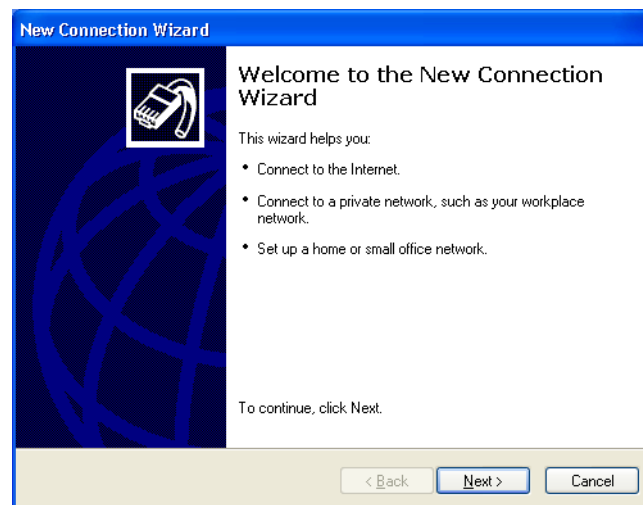 New Connection Wizard
Welcome to the New Connection
Wizard
This wizard helps you:
• Connect to the Internet.
• Connect to a private network, such as your workplace
network.
• Set up a home or small office network.
To continue, click Next.
< Back
Next >
Cancel